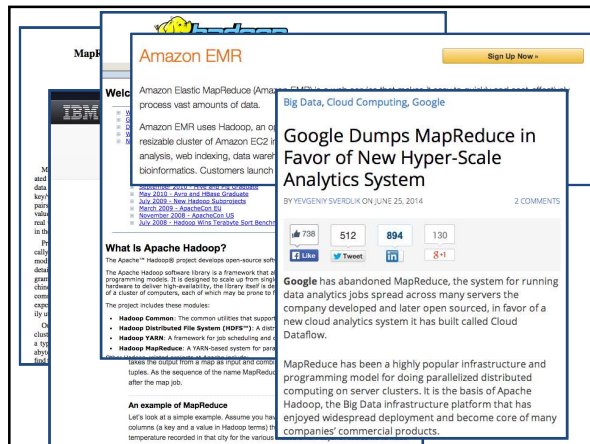 MapR
hadoop
Amazon EMR
Sign Up Now »
Amazon Elastic MapReduce (Amazon EMR) is a web service that makes it easy to quickly and cost-effectively
process vast amounts of data.
Amazon EMR uses Hadoop, an op
resizable cluster of Amazon EC2 in
analysis, web indexing, data wareh
bioinformatics. Customers launch
IBM
Welc
May 2010 - Avro and HBase Graduate
July 2009 - New Hadoop Subprojects
March 2009 - ApacheCon EU
November 2008 - ApacheCon US
July 2008 - Hadoop Wins Terabyte Sort Benchm
What Is Apache Hadoop?
The Apache™ Hadoop® project develops open-source soft
The Apache Hadoop software library is a framework that al
programming models. It is designed to scale up from singl
hardware to deliver high-availability, the library itself is de
of a cluster of computers, each of which may be prone to f
The project includes these modules:
Hadoop Common: The common utilities that support
Hadoop Distributed File System (HDFS™): A distr
Hadoop YARN: A framework for job scheduling and c
Hadoop MapReduce: A YARN-based system for para
takes the output from a map as input and combi
tuples. As the sequence of the name MapReduc
after the map job.
An example of MapReduce
Let's look at a simple example. Assume you hav
columns (a key and a value in Hadoop terms) th
temperature recorded in that city for the various
Big Data, Cloud Computing, Google
Google Dumps MapReduce in
Favor of New Hyper-Scale
Analytics System
BY YEVGENIY SVERDLIK ON JUNE 25, 2014 2 COMMENTS
738 512 894 130
Like Tweet in g+1
Google has abandoned MapReduce, the system for running
data analytics jobs spread across many servers the
company developed and later open sourced, in favor of a
new cloud analytics system it has built called Cloud
Dataflow.
MapReduce has been a highly popular infrastructure and
programming model for doing parallelized distributed
computing on server clusters. It is the basis of Apache
Hadoop, the Big Data infrastructure platform that has
enjoyed widespread deployment and become core of many
companies' commercial products.